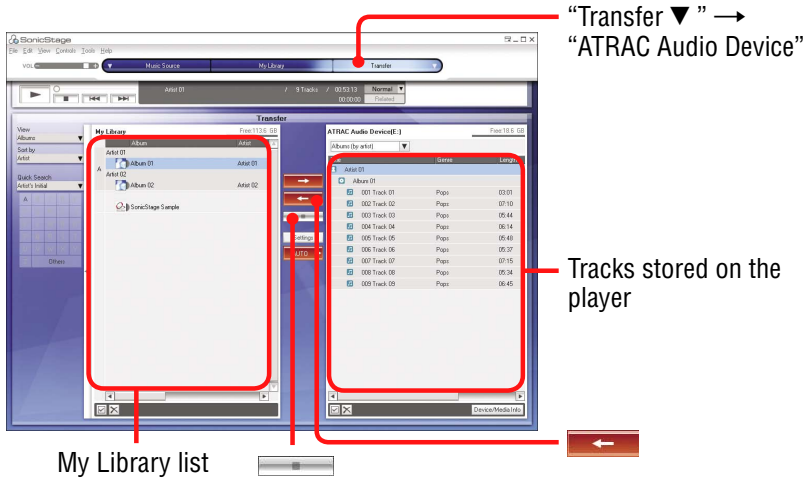 “Transfer ▼ ” →
“ATRAC Audio Device”
SonicStage
File Edit View Controls Tools Help
VOL
Music Source
My Library
Transfer
Artist 01
/ 9 Tracks / 00:53:13
00:00:00
Normal
Related
Transfer
View
Albums
Sort by
Artist
Quick Search
Artist's Initial
A
Others
My Library
Free:113.6 GB
Album Artist
Artist 01
A
Album 01 Artist 01
Artist 02
Album 02 Artist 02
SonicStage Sample
Settings
AUTO
ATRAC Audio Device(E:)
Free:18.6 GB
Albums (by artist)
Genre Length
Artist 01
Album 01
001 Track 01 Pops 03:01
002 Track 02 Pops 07:10
003 Track 03 Pops 05:44
004 Track 04 Pops 06:14
005 Track 05 Pops 05:48
006 Track 06 Pops 05:37
007 Track 07 Pops 07:15
008 Track 08 Pops 05:34
009 Track 09 Pops 06:45
Device/Media Info
Tracks stored on the
player
My Library list